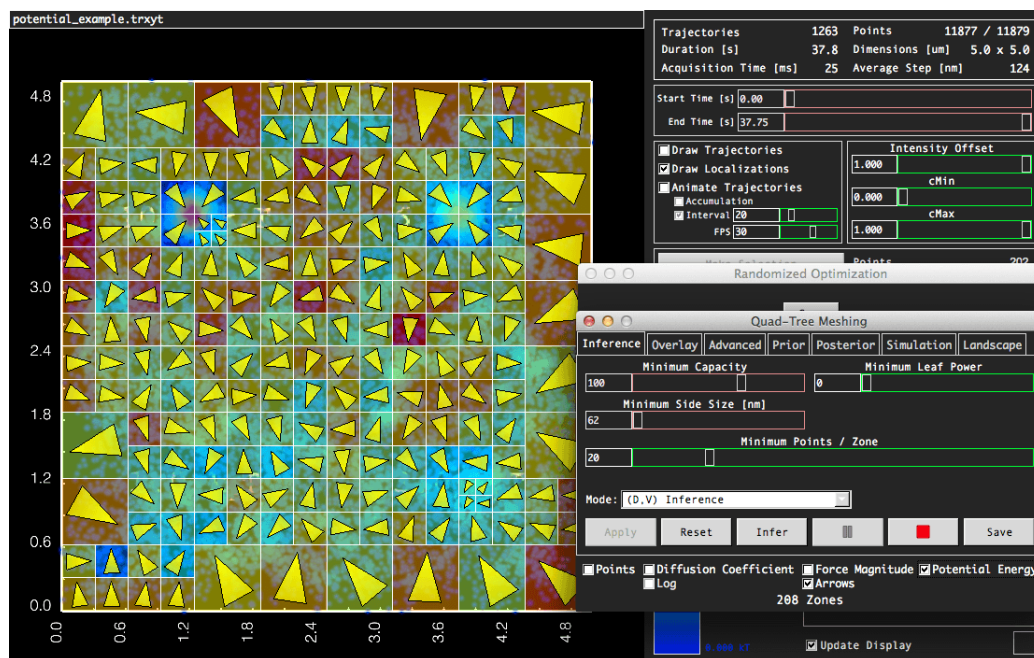 potential_example.trxyt
Trajectories 1263 Points 11877 / 11879
Duration [s] 37.8 Dimensions [um] 5.0 x 5.0
Acquisition Time [ms] 25 Average Step [nm] 124
Start Time [s] 0.00
End Time [s] 37.75
Draw Trajectories
Draw Localizations
Animate Trajectories
Accumulation
Interval 20
FPS 30
Intensity Offset
1.000
cMin
0.000
cMax
1.000
Points 202
Randomized Optimization
Quad-Tree Meshing
Inference Overlay Advanced Prior Posterior Simulation Landscape
Minimum Capacity Minimum Leaf Power
100 0
Minimum Side Size [nm]
62
Minimum Points / Zone
20
Mode: (D,V) Inference
Apply Reset Infer Save
Points Diffusion Coefficient Force Magnitude Potential Energy
Log Arrows
208 Zones
0.000 kT
Update Display
4.8
4.2
3.6
3.0
2.4
1.8
1.2
0.6
0.0
0.0 0.6 1.2 1.8 2.4 3.0 3.6 4.2 4.8